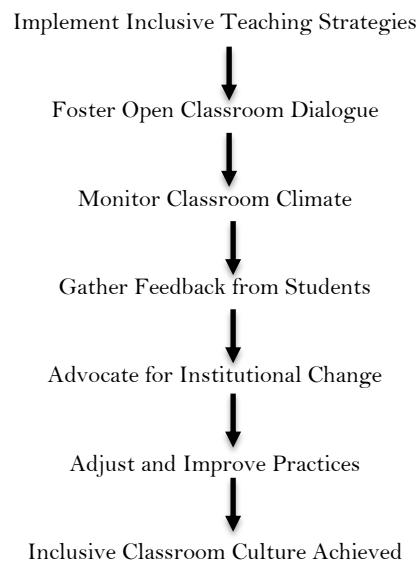 Implement Inclusive Teaching Strategies
Foster Open Classroom Dialogue
Monitor Classroom Climate
Gather Feedback from Students
Advocate for Institutional Change
Adjust and Improve Practices
Inclusive Classroom Culture Achieved